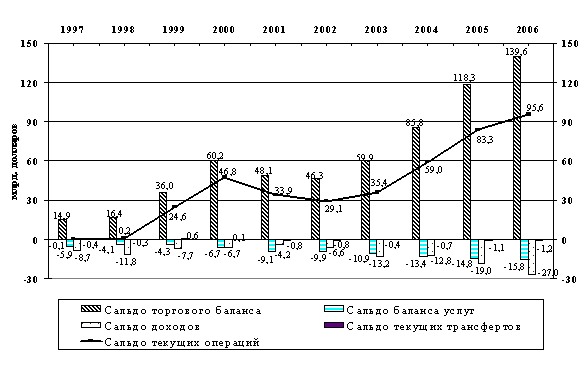 1997 1998 1999 2000 2001 2002 2003 2004 2005 2006
150 150
120 120
90 90
60 60
30 30
0 0
-30 -30
млрд. долларов
14,9 16,4 36,0 60,2 48,1 46,3 59,9 85,8 118,3 139,6
-0,1 0,2 24,6 46,8 33,9 29,1 35,4 59,0 83,3 95,6
-5,9 -4,1 -4,3 -6,7 -9,1 -9,9 -10,9 -13,4 -14,8 -15,8
-8,7 -11,8 -7,7 -6,7 -4,2 -6,6 -13,2 -12,8 -19,0 -27,0
-0,4 -0,3 0,6 0,1 -0,8 -0,8 -0,4 -0,7 -1,1 -1,2
Сальдо торгового баланса
Сальдо баланса услуг
Сальдо доходов
Сальдо текущих трансфертов
Сальдо текущих операций